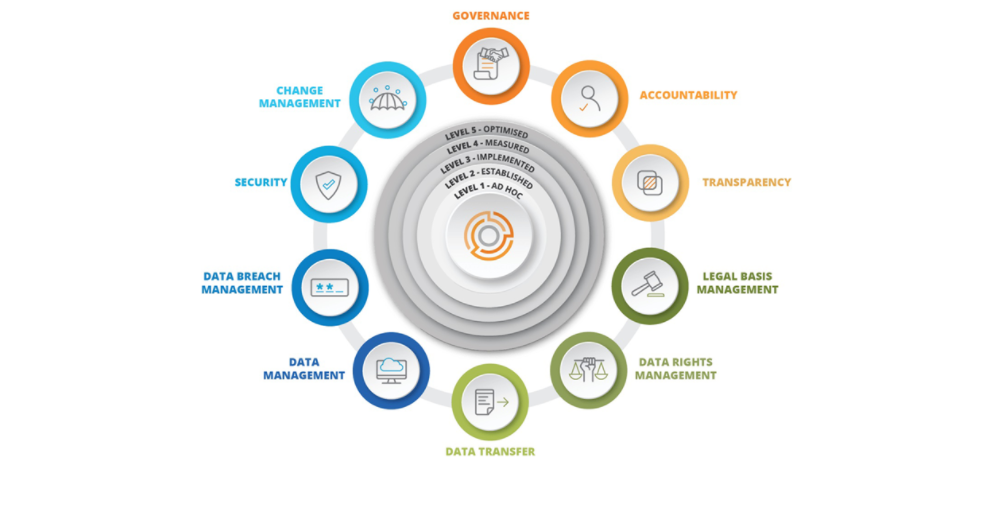 GOVERNANCE
CHANGE
MANAGEMENT
ACCOUNTABILITY
LEVEL 5 - OPTIMISED
LEVEL 4 - MEASURED
LEVEL 3 - IMPLEMENTED
LEVEL 2 - ESTABLISHED
LEVEL 1 - AD HOC
SECURITY
TRANSPARENCY
DATA BREACH
MANAGEMENT
LEGAL BASIS
MANAGEMENT
DATA
MANAGEMENT
DATA RIGHTS
MANAGEMENT
DATA TRANSFER